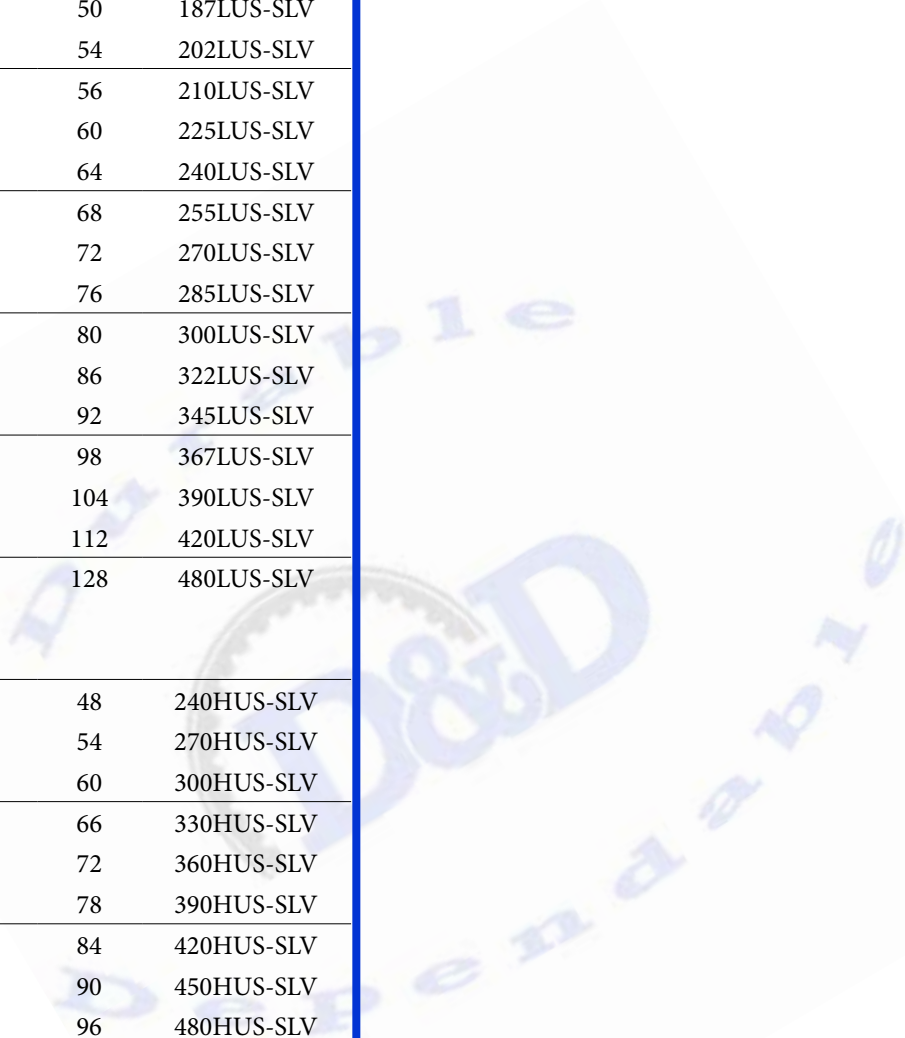 50 187LUS-SLV
54 202LUS-SLV
56 210LUS-SLV
60 225LUS-SLV
64 240LUS-SLV
68 255LUS-SLV
72 270LUS-SLV
76 285LUS-SLV
80 300LUS-SLV
86 322LUS-SLV
92 345LUS-SLV
98 367LUS-SLV
104 390LUS-SLV
112 420LUS-SLV
128 480LUS-SLV
48 240HUS-SLV
54 270HUS-SLV
60 300HUS-SLV
66 330HUS-SLV
72 360HUS-SLV
78 390HUS-SLV
84 420HUS-SLV
90 450HUS-SLV
96 480HUS-SLV
Durable
D&D
Dependable